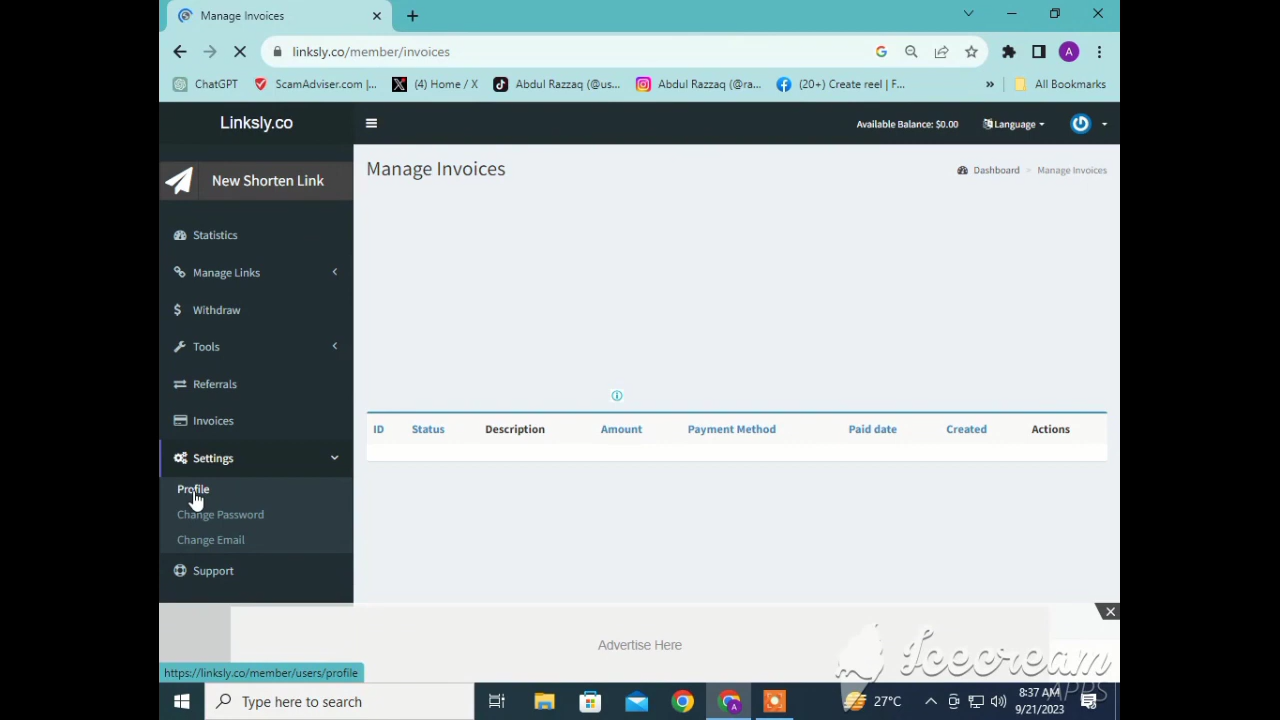 Manage Invoices
linksly.co/member/invoices
ChatGPT
ScamAdviser.com |...
(4) Home / X
Abdul Razzaq (@us...
Abdul Razzaq (@ra...
(20+) Create reel | F...
»
All Bookmarks
Linksly.co
Available Balance: $0.00
Language
New Shorten Link
Manage Invoices
Dashboard > Manage Invoices
Statistics
Manage Links
Withdraw
Tools
Referrals
Invoices
ID Status Description Amount Payment Method Paid date Created Actions
Settings
Profile
Change Password
Change Email
Support
Advertise Here
Icecream
APPS
https://linksly.co/member/users/profile
Type here to search
27°C
8:37 AM
9/21/2023